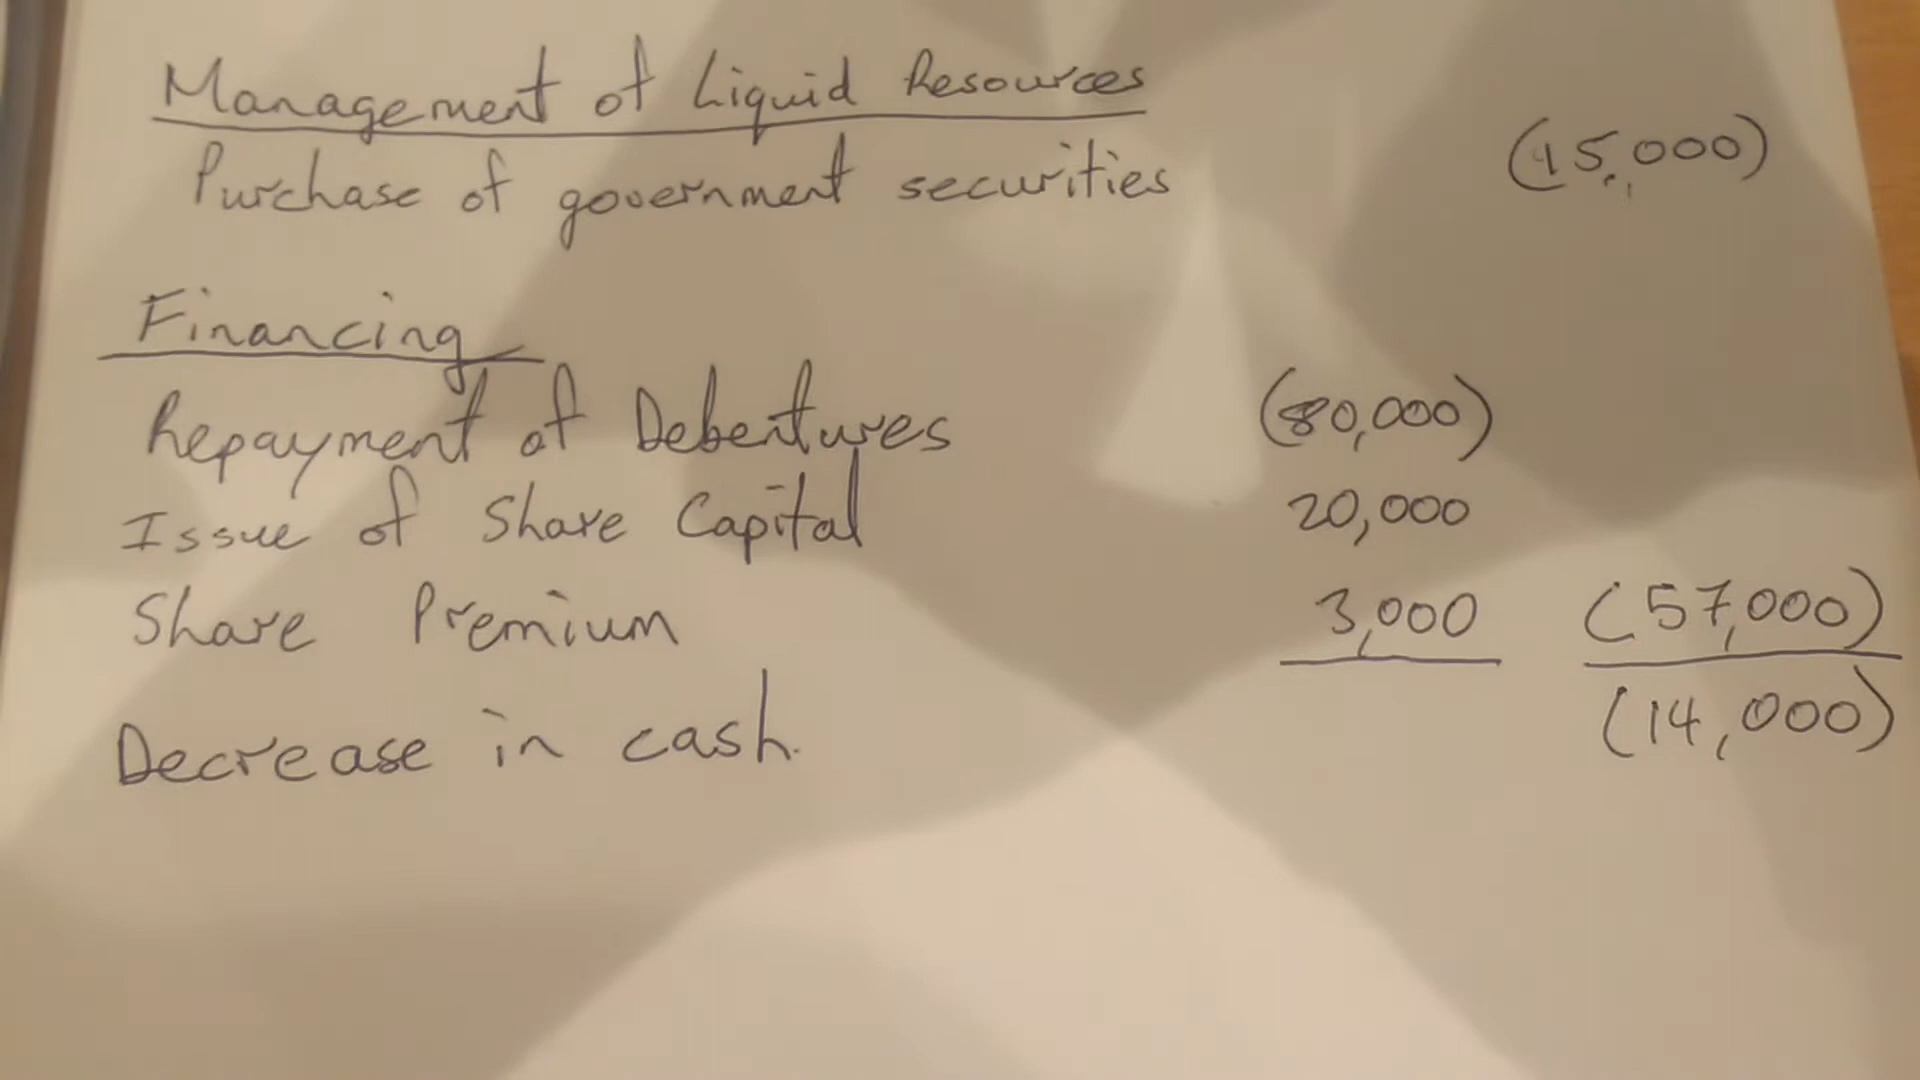 Management of Liquid Resources
Purchase of government securities (15,000)
Financing
Repayment of Debentures (80,000)
Issue of Share Capital 20,000
Share Premium 3,000 (57,000)
Decrease in cash. (14,000)